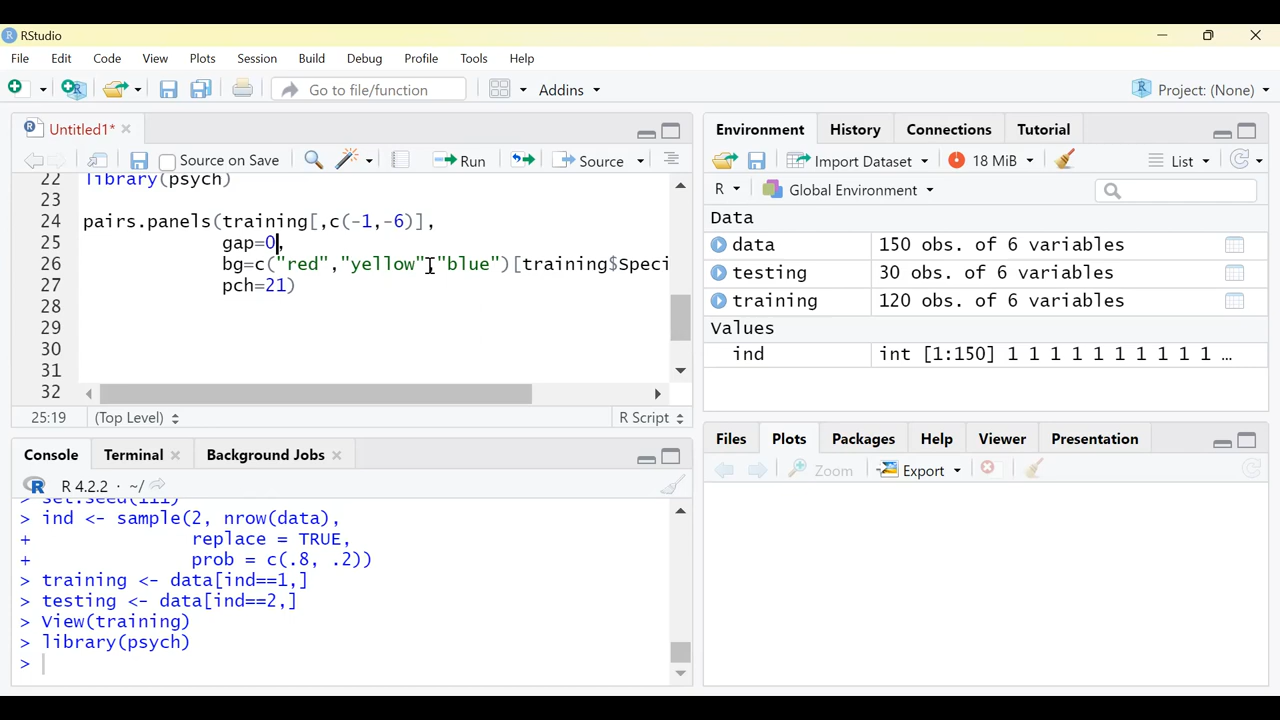 RStudio
File Edit Code View Plots Session Build Debug Profile Tools Help
Go to file/function Addins Project: (None)
Untitled1*
Source on Save Run Source
22 library(psych)
23
24 pairs.panels(training[,c(-1,-6)],
25 gap=0,
26 bg=c("red","yellow","blue")[training$Speci
27 pch=21)
28
29
30
31
32
25:19 (Top Level) R Script
Console Terminal Background Jobs
R 4.2.2 · ~/
> set.seed(111)
> ind <- sample(2, nrow(data),
+ replace = TRUE,
+ prob = c(.8, .2))
> training <- data[ind==1,]
> testing <- data[ind==2,]
> View(training)
> library(psych)
>
Environment History Connections Tutorial
Import Dataset 18 MiB List
R Global Environment
Data
data 150 obs. of 6 variables
testing 30 obs. of 6 variables
training 120 obs. of 6 variables
Values
ind int [1:150] 1 1 1 1 1 1 1 1 1 1 …
Files Plots Packages Help Viewer Presentation
Zoom Export